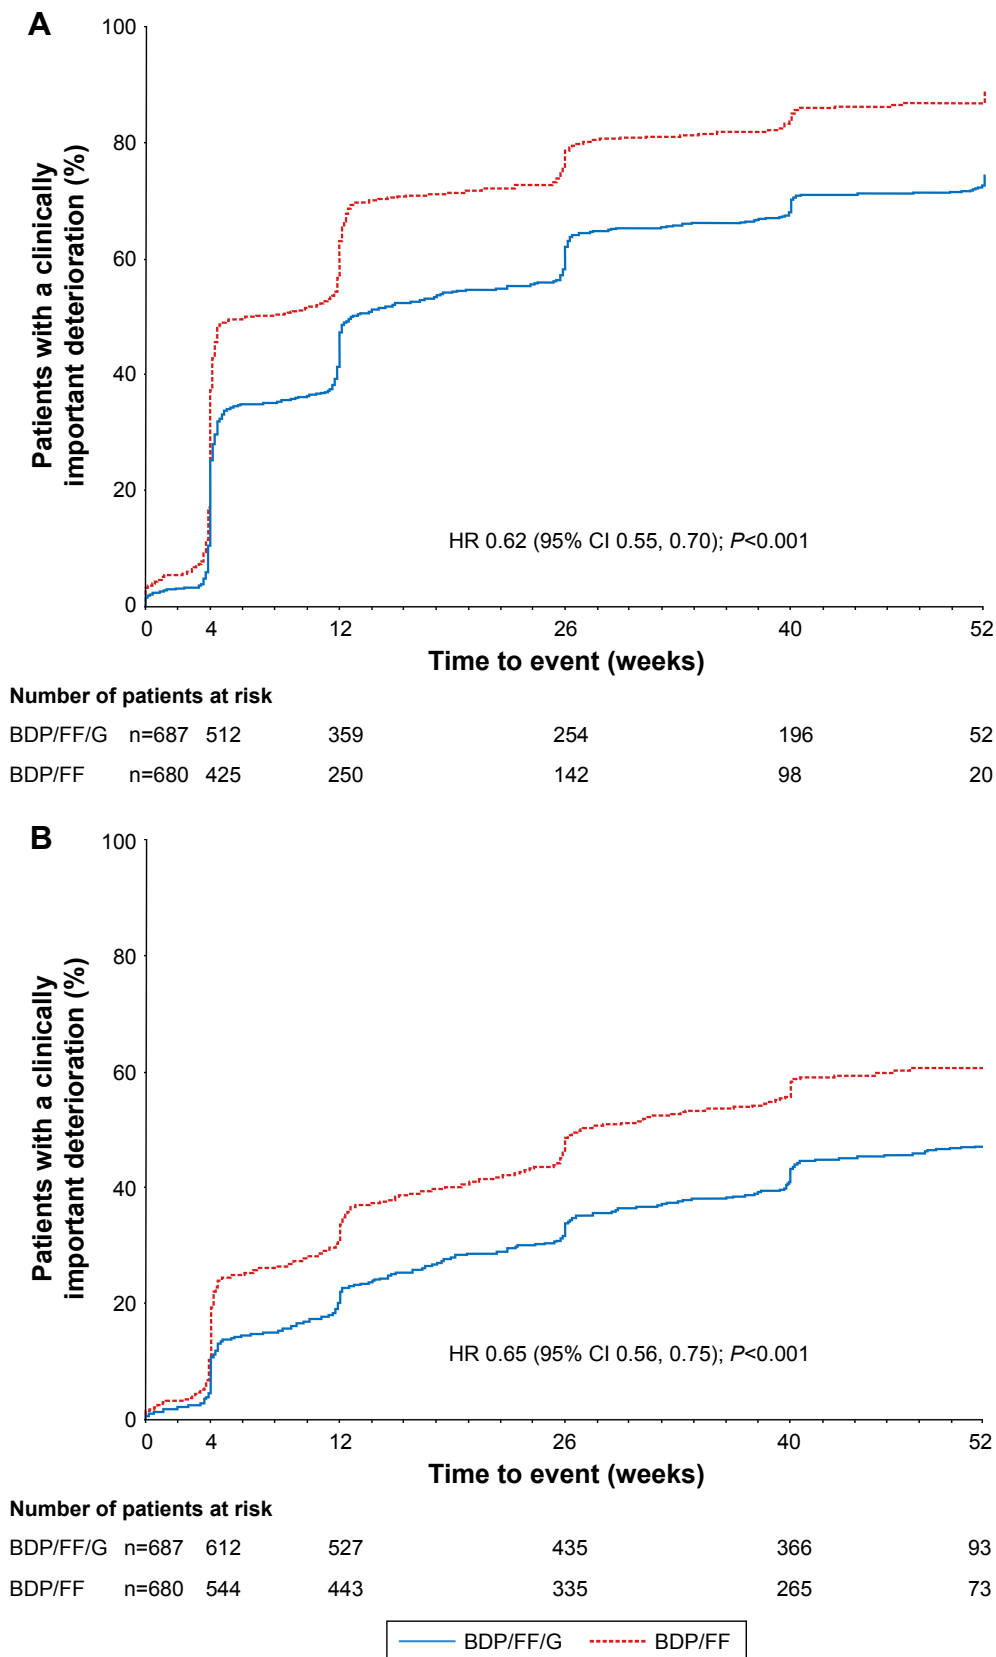 A
100
80
60
40
20
0
Patients with a clinically
important deterioration (%)
HR 0.62 (95% CI 0.55, 0.70); P<0.001
0 4 12 26 40 52
Time to event (weeks)
Number of patients at risk
BDP/FF/G n=687 512 359 254 196 52
BDP/FF n=680 425 250 142 98 20
B
100
80
60
40
20
0
Patients with a clinically
important deterioration (%)
HR 0.65 (95% CI 0.56, 0.75); P<0.001
0 4 12 26 40 52
Time to event (weeks)
Number of patients at risk
BDP/FF/G n=687 612 527 435 366 93
BDP/FF n=680 544 443 335 265 73
BDP/FF/G BDP/FF